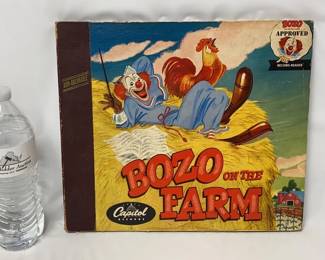 BOZO
APPROVED
RECORD-READER
BOZO ON THE
FARM
Capitol
RECORDS